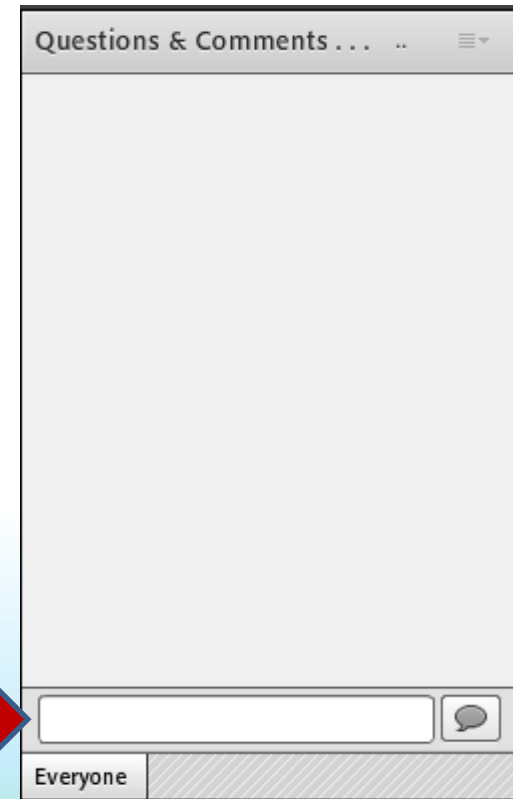 Questions & Comments . . . ..
Everyone